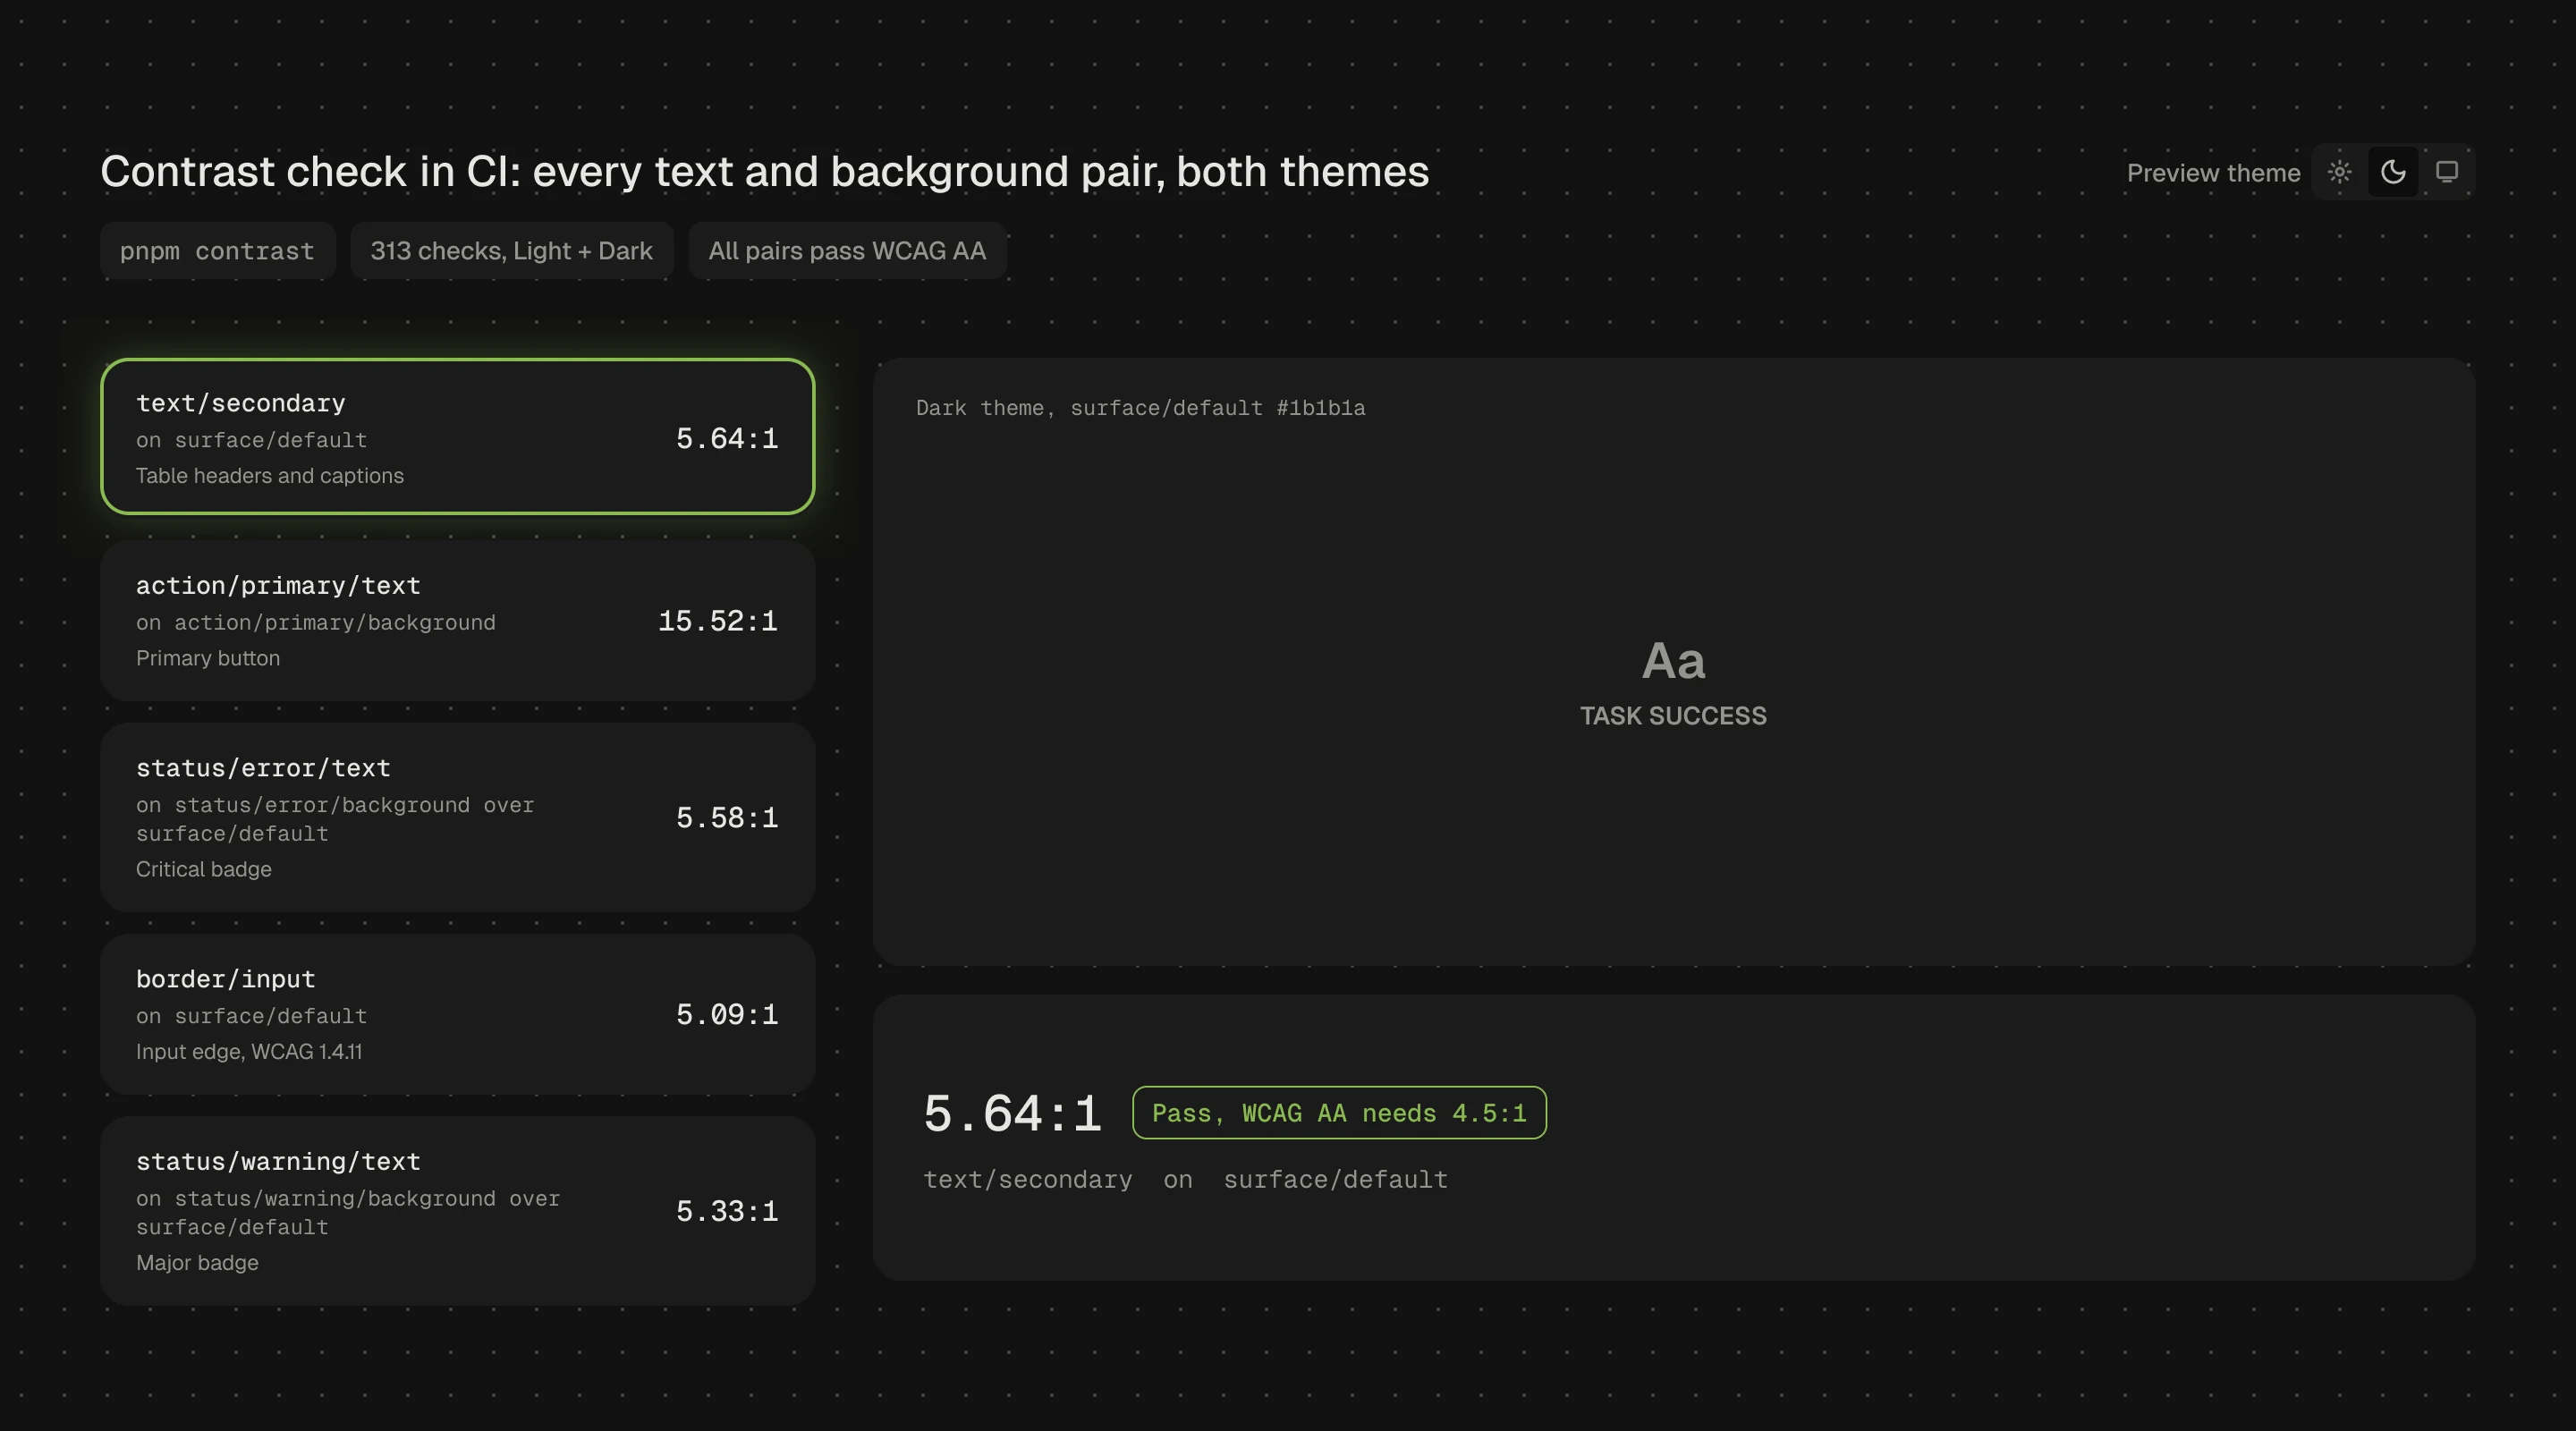 Contrast check in CI: every text and background pair, both themes
Preview theme
pnpm contrast
313 checks, Light + Dark
All pairs pass WCAG AA
text/secondary
on surface/default
Table headers and captions
5.64:1
action/primary/text
on action/primary/background
Primary button
15.52:1
status/error/text
on status/error/background over
surface/default
Critical badge
5.58:1
border/input
on surface/default
Input edge, WCAG 1.4.11
5.09:1
status/warning/text
on status/warning/background over
surface/default
Major badge
5.33:1
Dark theme, surface/default #1b1b1a
Aa
TASK SUCCESS
5.64:1
Pass, WCAG AA needs 4.5:1
text/secondary on surface/default